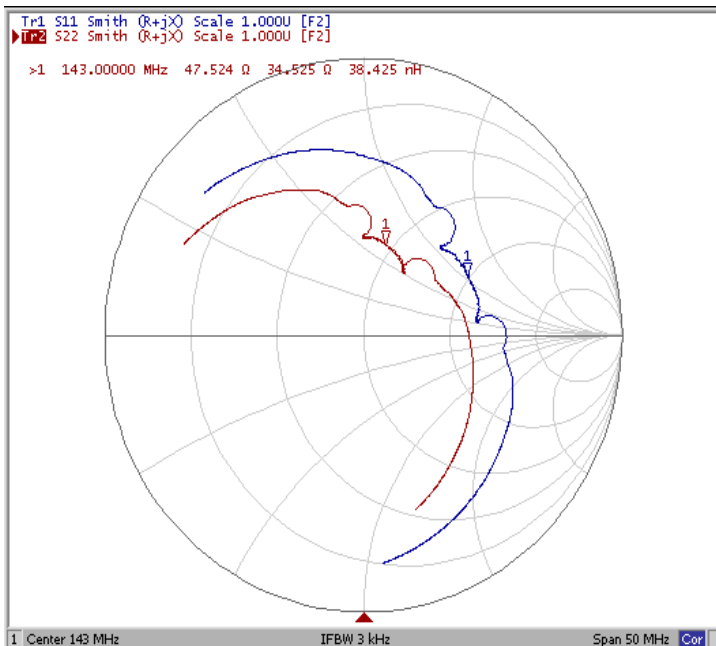 Tr1 S11 Smith (R+jX) Scale 1.000U [F2]
Tr2 S22 Smith (R+jX) Scale 1.000U [F2]
>1 143.00000 MHz 47.524 Ω 34.525 Ω 38.425 nH
1
1
1 Center 143 MHz IFBW 3 kHz Span 50 MHz Cor